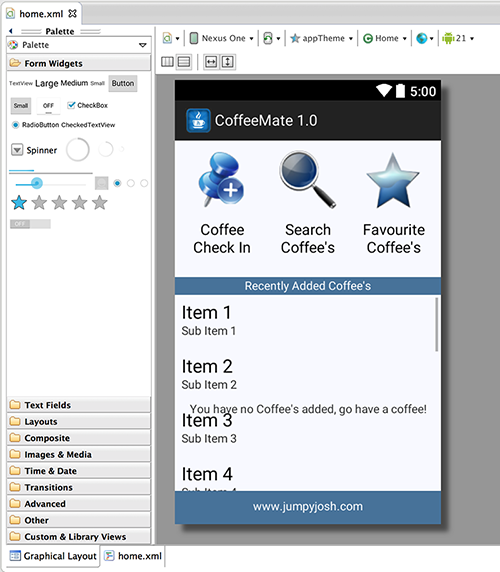 home.xml
Palette
Palette
Form Widgets
TextView Large Medium Small Button
Small OFF CheckBox
RadioButton CheckedTextView
Spinner
OFF
Text Fields
Layouts
Composite
Images & Media
Time & Date
Transitions
Advanced
Other
Custom & Library Views
Graphical Layout
home.xml
Nexus One
appTheme
Home
21
5:00
CoffeeMate 1.0
Coffee
Check In
Search
Coffee's
Favourite
Coffee's
Recently Added Coffee's
Item 1
Sub Item 1
Item 2
Sub Item 2
You have no Coffee's added, go have a coffee!
Item 3
Sub Item 3
Item 4
Sub Item 4
www.jumpyjosh.com